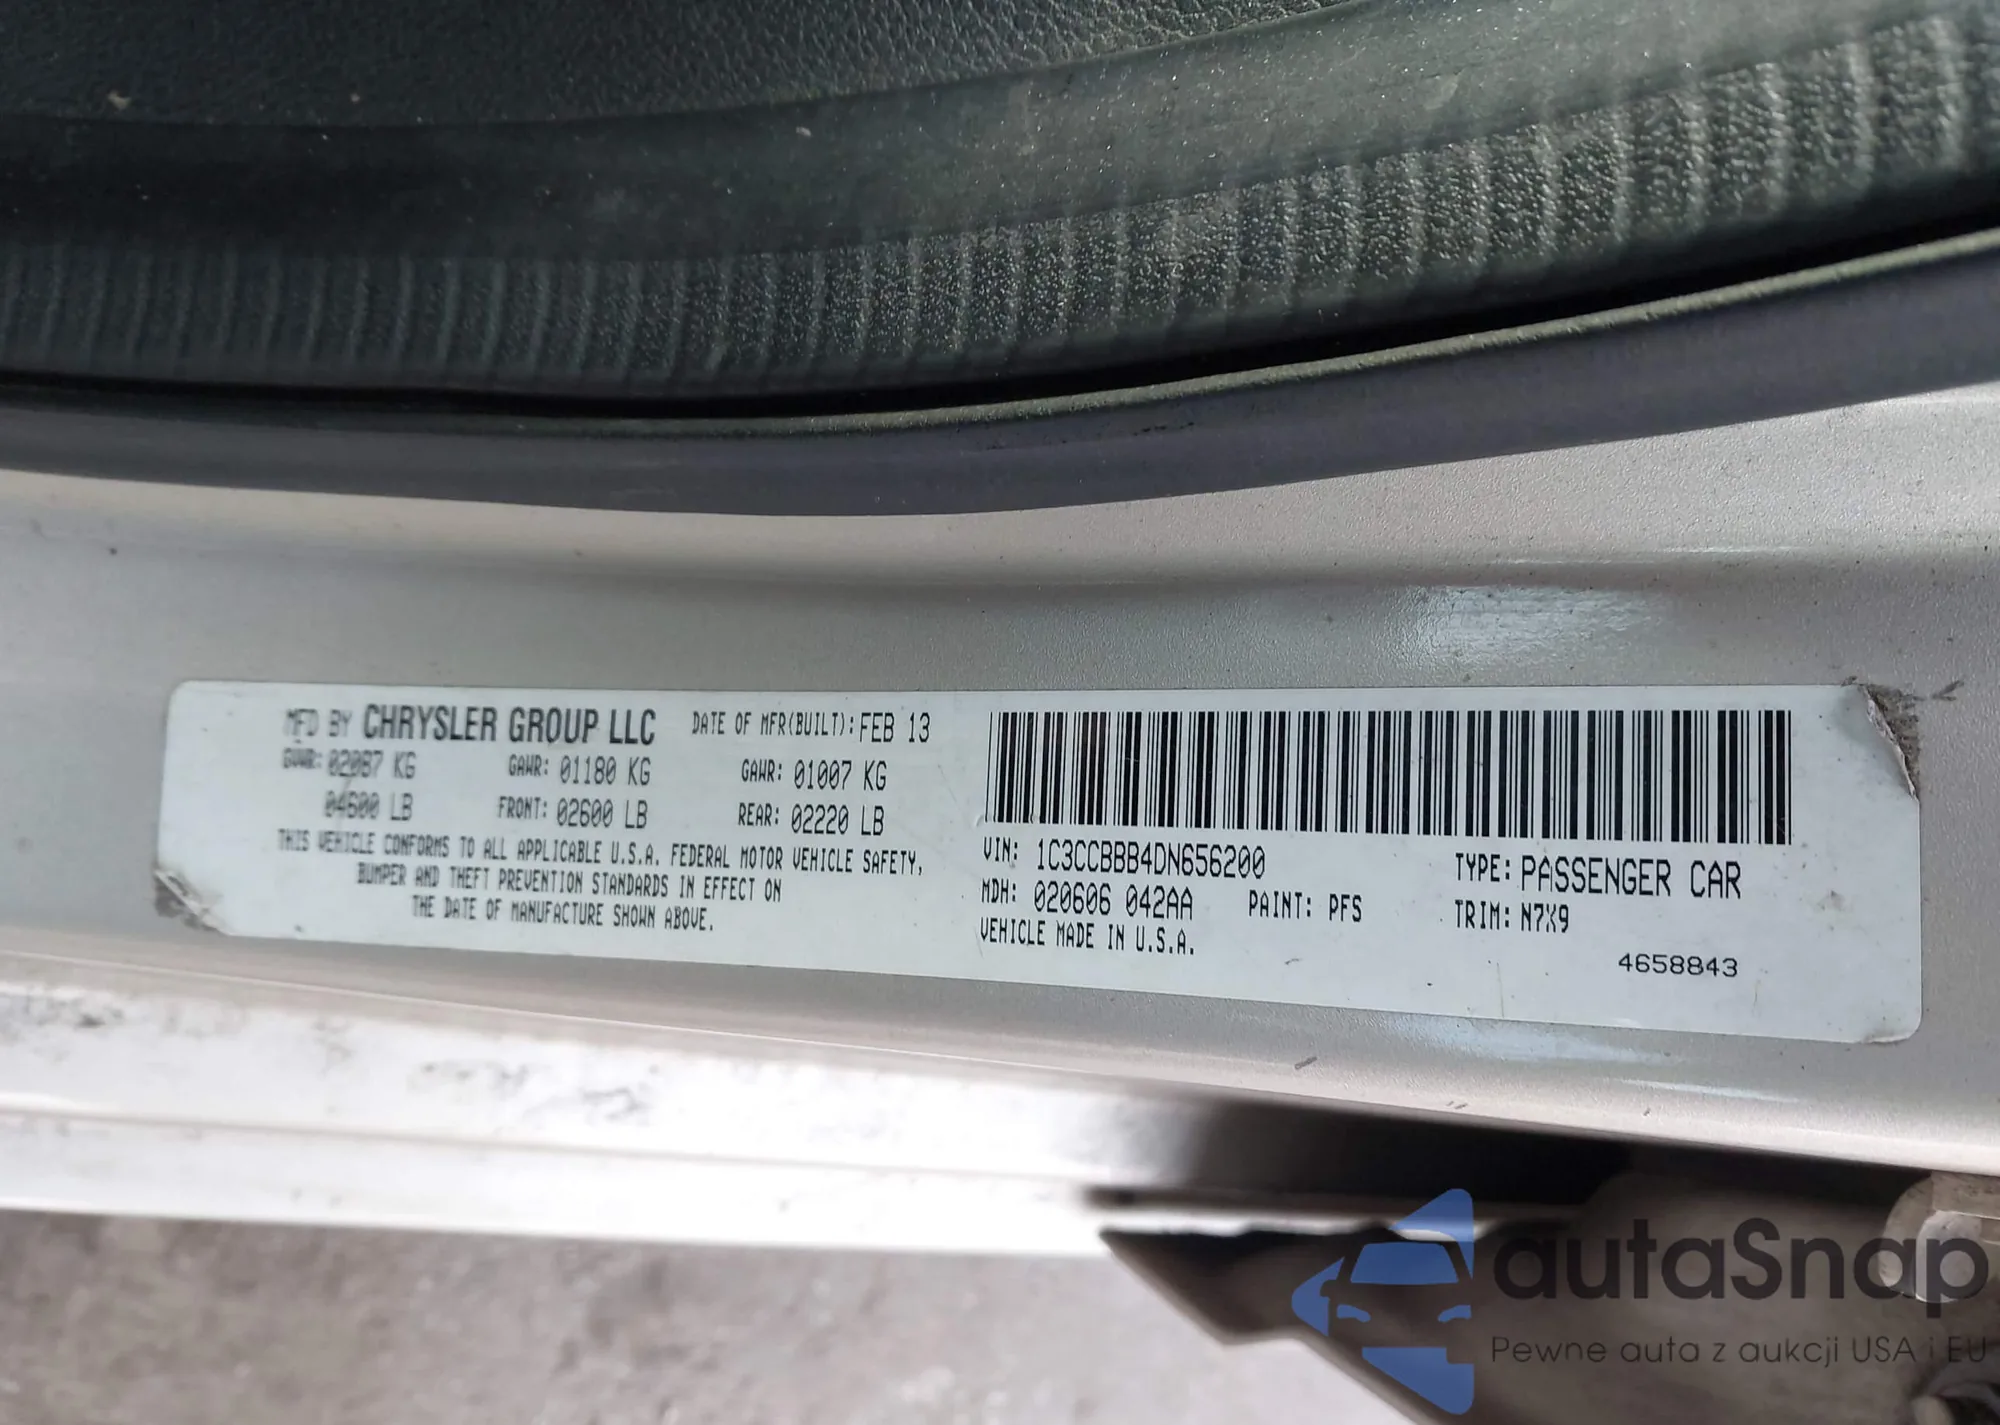 MFD BY CHRYSLER GROUP LLC DATE OF MFR(BUILT): FEB 13
GVWR: 02087 KG GAWR: 01180 KG GAWR: 01007 KG
04600 LB FRONT: 02600 LB REAR: 02220 LB
THIS VEHICLE CONFORMS TO ALL APPLICABLE U.S.A. FEDERAL MOTOR VEHICLE SAFETY,
BUMPER AND THEFT PREVENTION STANDARDS IN EFFECT ON
THE DATE OF MANUFACTURE SHOWN ABOVE.
VIN: 1C3CCBBB4DN656200 TYPE: PASSENGER CAR
MDH: 020606 042AA PAINT: PFS TRIM: N7X9
VEHICLE MADE IN U.S.A.
4658843
autaSnap
Pewne auta z aukcji USA i EU